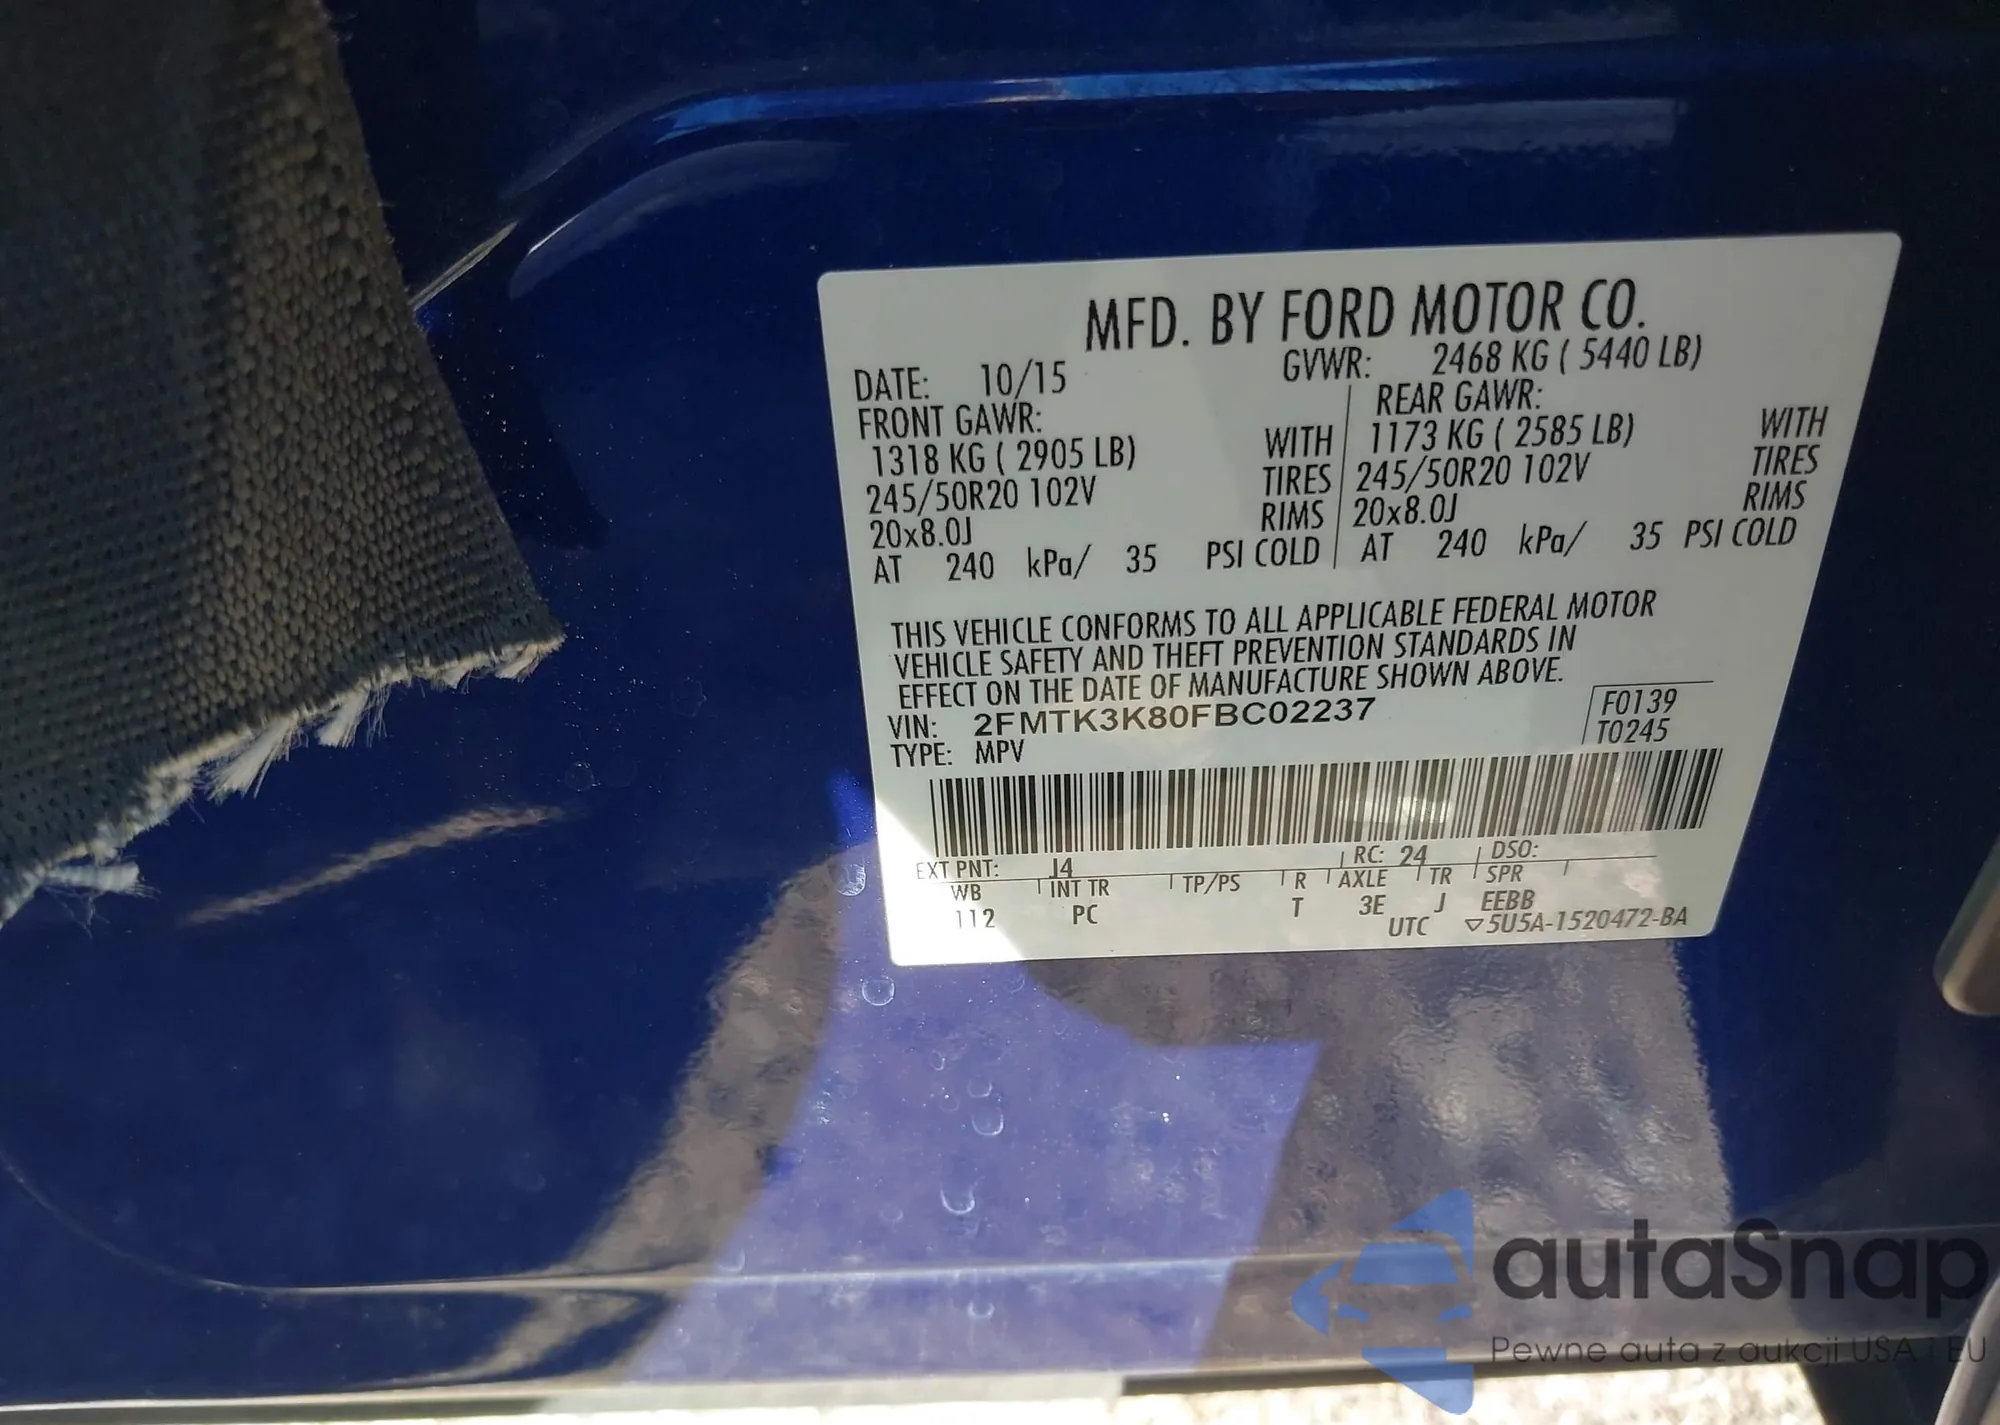 MFD. BY FORD MOTOR CO.
DATE: 10/15 GVWR: 2468 KG ( 5440 LB)
FRONT GAWR: REAR GAWR:
1318 KG ( 2905 LB) WITH 1173 KG ( 2585 LB) WITH
245/50R20 102V TIRES 245/50R20 102V TIRES
20x8.0J RIMS 20x8.0J RIMS
AT 240 kPa/ 35 PSI COLD AT 240 kPa/ 35 PSI COLD
THIS VEHICLE CONFORMS TO ALL APPLICABLE FEDERAL MOTOR
VEHICLE SAFETY AND THEFT PREVENTION STANDARDS IN
EFFECT ON THE DATE OF MANUFACTURE SHOWN ABOVE.
VIN: 2FMTK3K80FBC02237 F0139
TYPE: MPV T0245
EXT PNT: J4 RC: 24 DSO:
WB INT TR TP/PS R AXLE TR SPR
112 PC T 3E J EEBB
UTC ▽5U5A-1520472-BA
autaSnap
Pewne auta z aukcji USA i EU